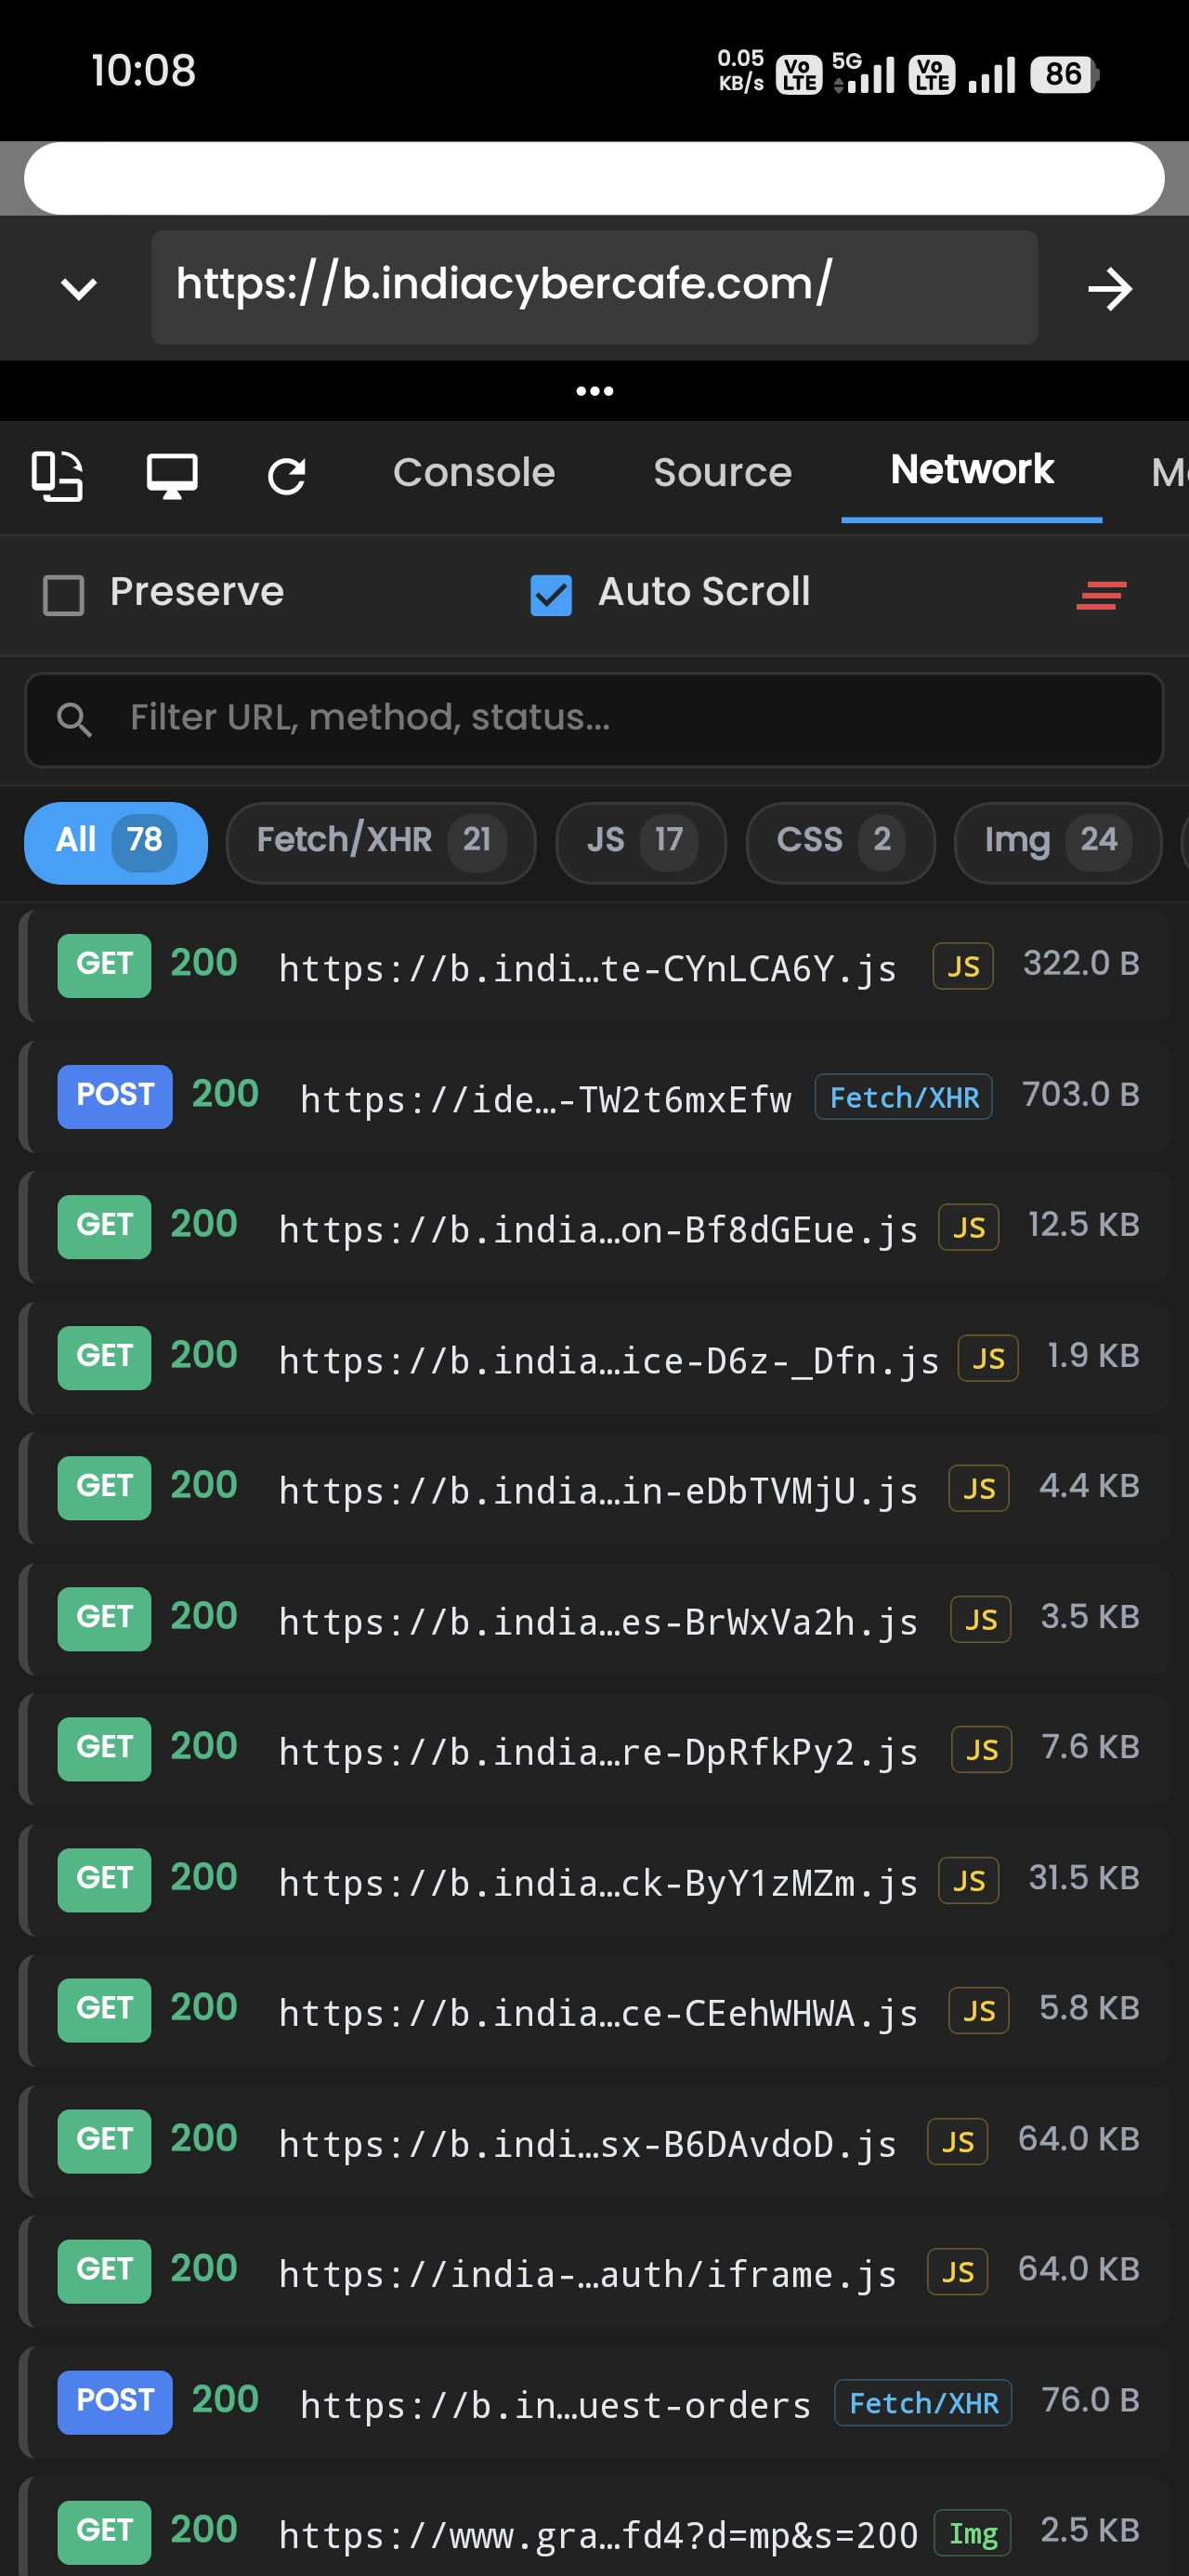 10:08 0.05 KB/s Vo LTE 5G Vo LTE 86
https://b.indiacybercafe.com/
Console Source Network
Preserve Auto Scroll
Filter URL, method, status...
All 78 Fetch/XHR 21 JS 17 CSS 2 Img 24
GET 200 https://b.indi…te-CYnLCA6Y.js JS 322.0 B
POST 200 https://ide…-TW2t6mxEfw Fetch/XHR 703.0 B
GET 200 https://b.india…on-Bf8dGEue.js JS 12.5 KB
GET 200 https://b.india…ice-D6z-_Dfn.js JS 1.9 KB
GET 200 https://b.india…in-eDbTVMjU.js JS 4.4 KB
GET 200 https://b.india…es-BrWxVa2h.js JS 3.5 KB
GET 200 https://b.india…re-DpRfkPy2.js JS 7.6 KB
GET 200 https://b.india…ck-ByY1zMZm.js JS 31.5 KB
GET 200 https://b.india…ce-CEehWHWA.js JS 5.8 KB
GET 200 https://b.indi…sx-B6DAvdoD.js JS 64.0 KB
GET 200 https://india-…auth/iframe.js JS 64.0 KB
POST 200 https://b.in…uest-orders Fetch/XHR 76.0 B
GET 200 https://www.gra…fd4?d=mp&s=200 Img 2.5 KB